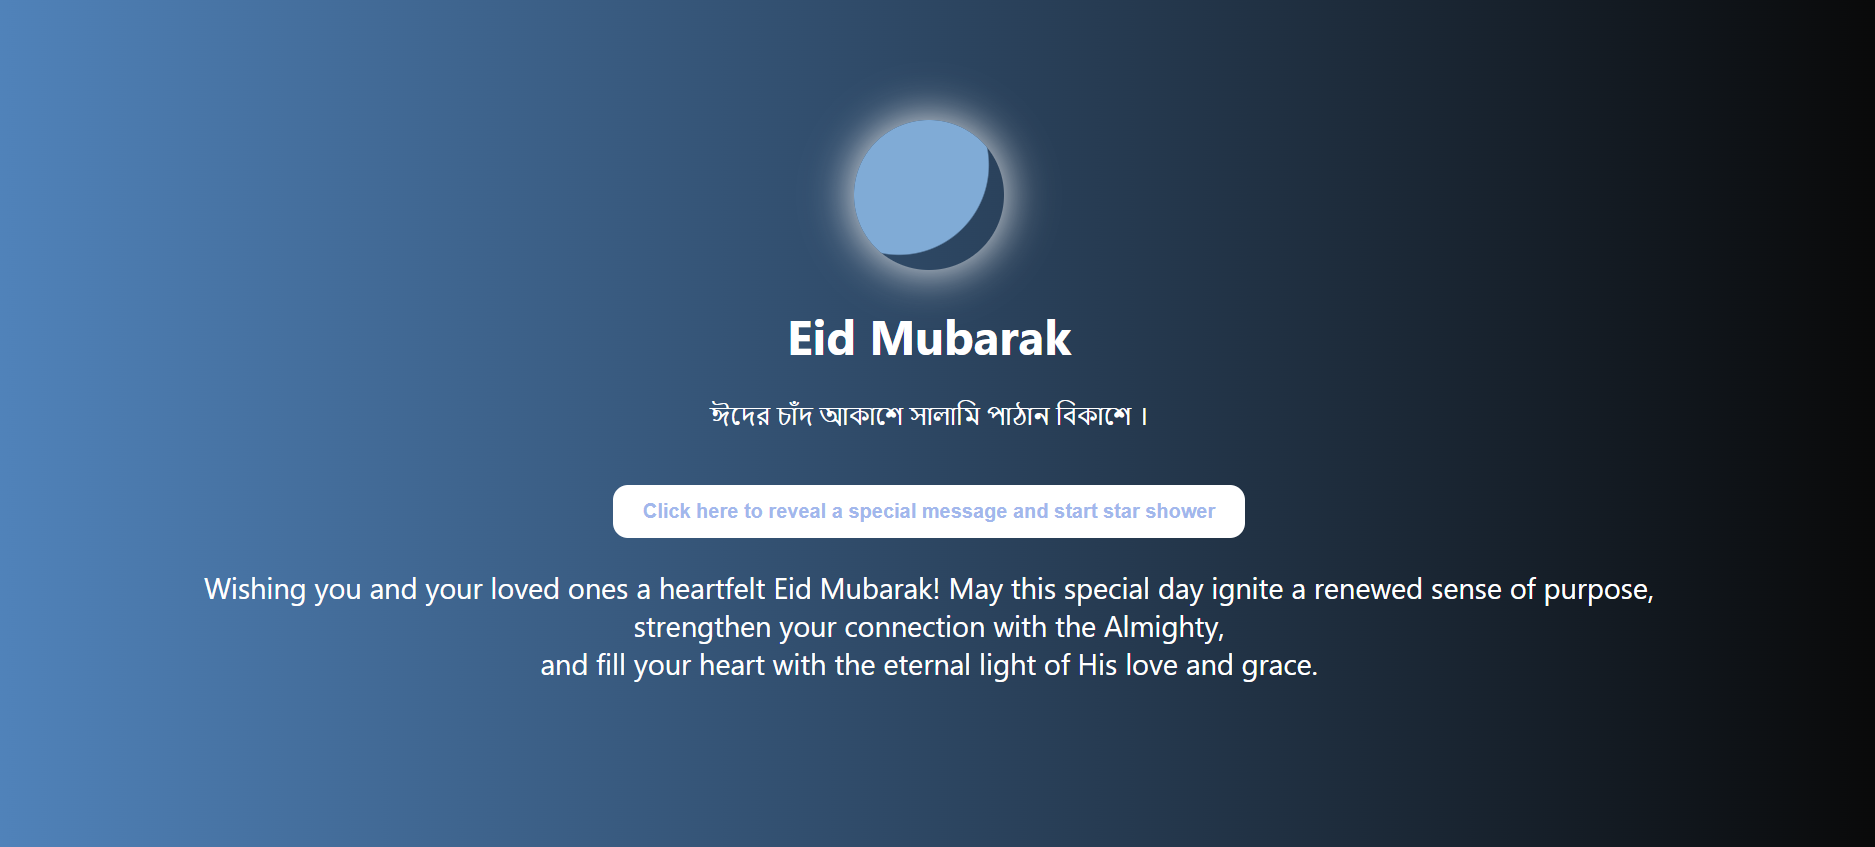 Eid Mubarak
ঈদের চাঁদ আকাশে সালামি পাঠান বিকাশে ।
Click here to reveal a special message and start star shower
Wishing you and your loved ones a heartfelt Eid Mubarak! May this special day ignite a renewed sense of purpose,
strengthen your connection with the Almighty,
and fill your heart with the eternal light of His love and grace.